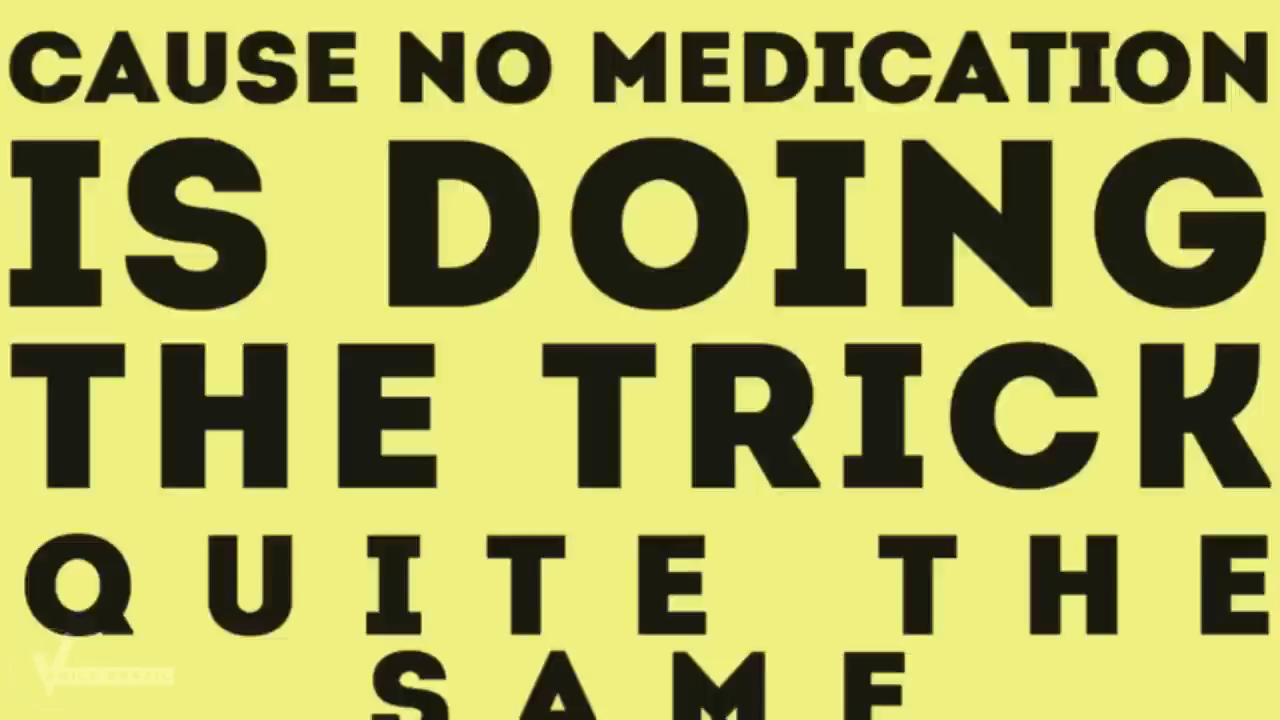 CAUSE NO MEDICATION
IS DOING
THE TRICK
QUITE THE
SAME